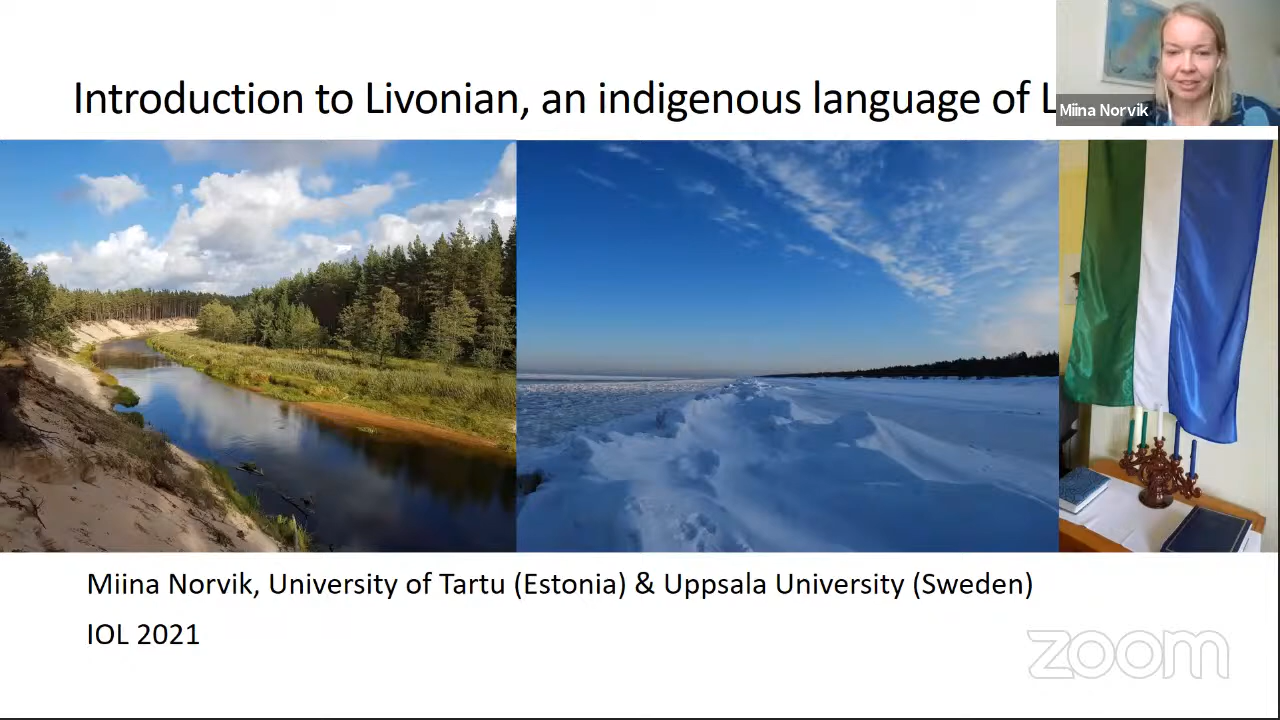 Introduction to Livonian, an indigenous language of L
Miina Norvik
Miina Norvik, University of Tartu (Estonia) & Uppsala University (Sweden)
IOL 2021
zoom